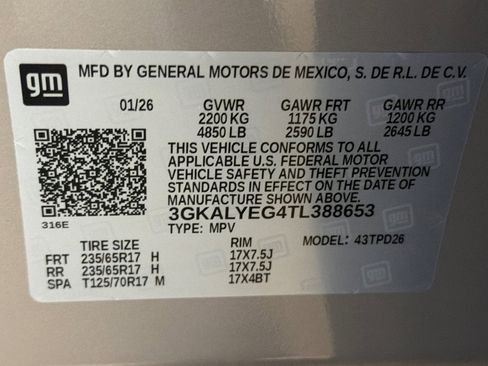 gm
MFD BY GENERAL MOTORS DE MEXICO, S. DE R.L. DE C.V.
01/26 GVWR GAWR FRT GAWR RR
2200 KG 1175 KG 1200 KG
4850 LB 2590 LB 2645 LB
THIS VEHICLE CONFORMS TO ALL
APPLICABLE U.S. FEDERAL MOTOR
VEHICLE SAFETY AND THEFT PREVENTION
STANDARDS IN EFFECT ON THE DATE OF
MANUFACTURE SHOWN ABOVE.
3GKALYEG4TL388653
316E
TYPE: MPV
TIRE SIZE RIM MODEL: 43TPD26
FRT 235/65R17 H 17X7.5J
RR 235/65R17 H 17X7.5J
SPA T125/70R17 M 17X4BT